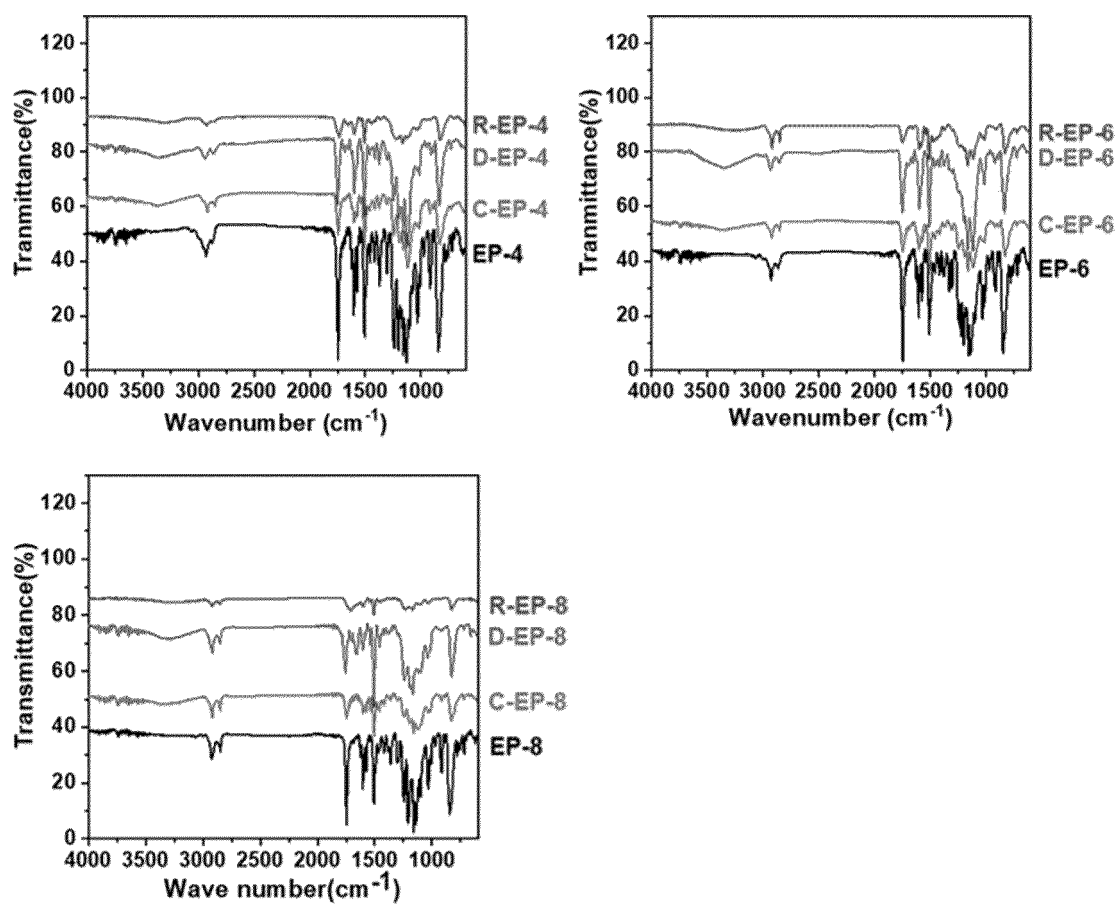 120
100
80
60
40
20
0
Tranmittance(%)
R-EP-4
D-EP-4
C-EP-4
EP-4
4000 3500 3000 2500 2000 1500 1000
Wavenumber (cm-1)
120
100
80
60
40
20
0
Tranmittance(%)
R-EP-6
D-EP-6
C-EP-6
EP-6
4000 3500 3000 2500 2000 1500 1000
Wavenumber (cm-1)
120
100
80
60
40
20
0
Transmittance(%)
R-EP-8
D-EP-8
C-EP-8
EP-8
4000 3500 3000 2500 2000 1500 1000
Wave number(cm-1)